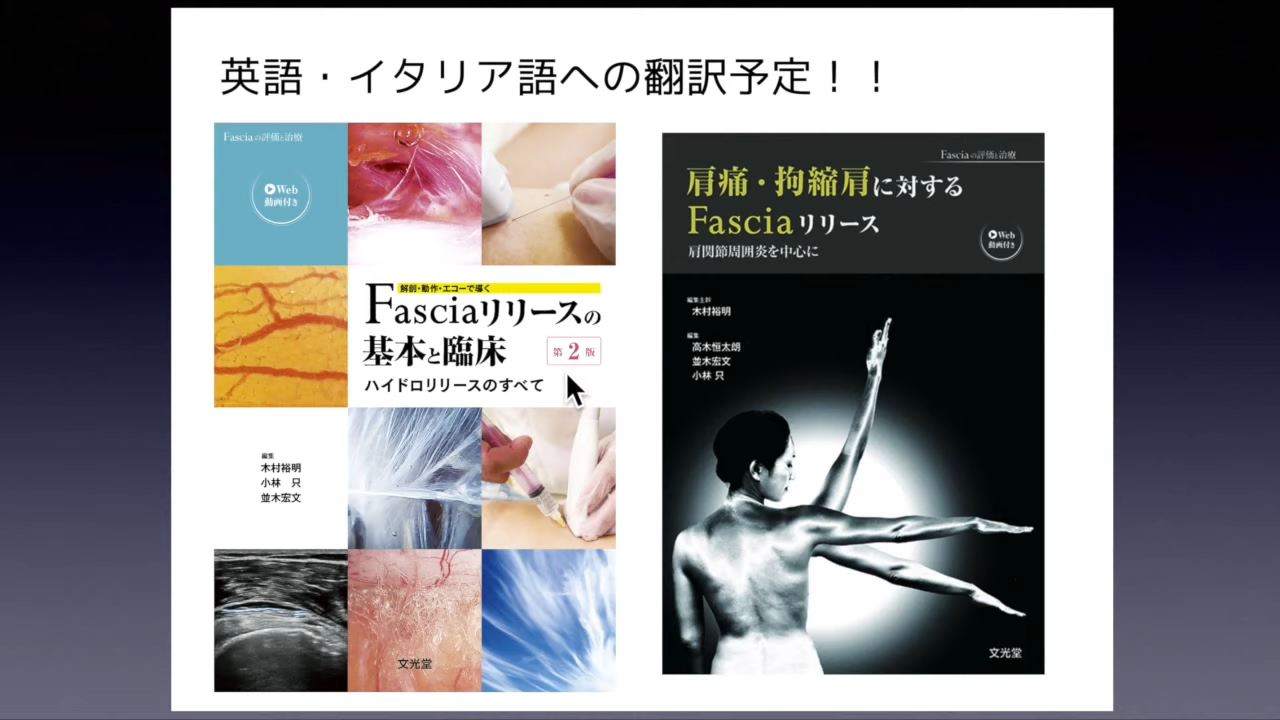 英語・イタリア語への翻訳予定！！
Fasciaの評価と治療
Web
動画付き
解剖・動作・エコーで導く
Fasciaリリースの
基本と臨床
第2版
ハイドロリリースのすべて
編集
木村裕明
小林 只
並木宏文
文光堂
Fasciaの評価と治療
肩痛・拘縮肩に対する
Fasciaリリース
肩関節周囲炎を中心に
Web
動画付き
編集主幹
木村裕明
編集
高木恒太朗
並木宏文
小林 只
文光堂